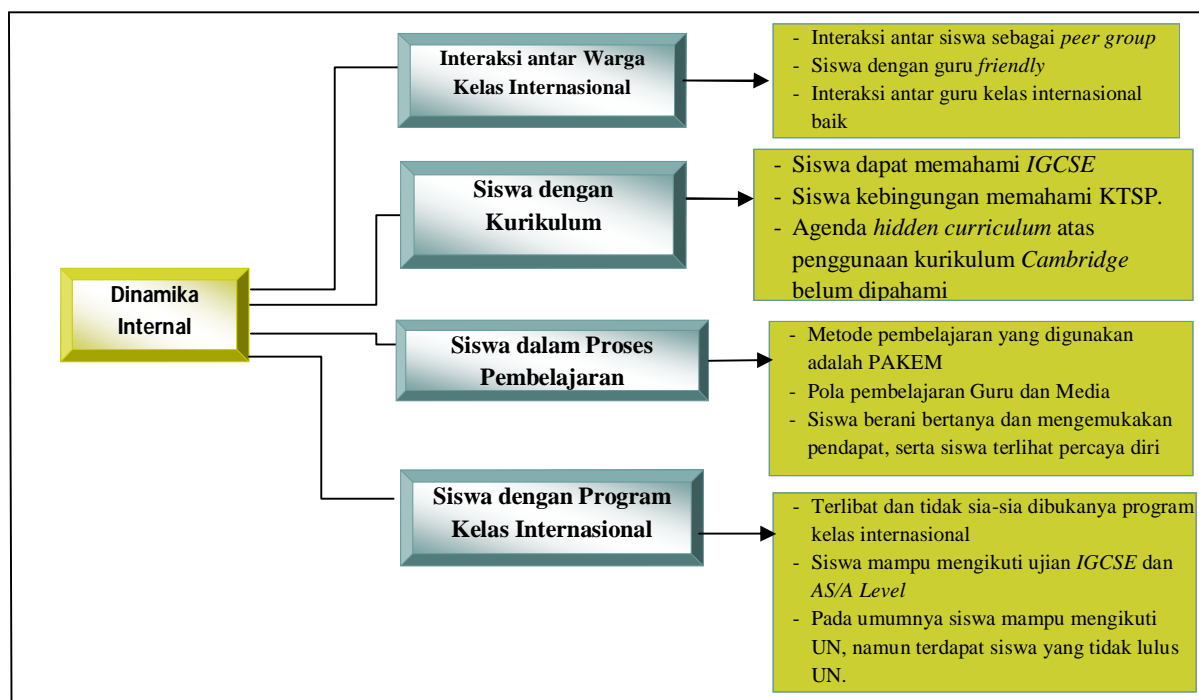 Dinamika
Internal
Interaksi antar Warga
Kelas Internasional
- Interaksi antar siswa sebagai peer group
- Siswa dengan guru friendly
- Interaksi antar guru kelas internasional
baik
Siswa dengan
Kurikulum
- Siswa dapat memahami IGCSE
- Siswa kebingungan memahami KTSP.
- Agenda hidden curriculum atas
penggunaan kurikulum Cambridge
belum dipahami
Siswa dalam Proses
Pembelajaran
- Metode pembelajaran yang digunakan
adalah PAKEM
- Pola pembelajaran Guru dan Media
- Siswa berani bertanya dan mengemukakan
pendapat, serta siswa terlihat percaya diri
Siswa dengan Program
Kelas Internasional
- Terlibat dan tidak sia-sia dibukanya program
kelas internasional
- Siswa mampu mengikuti ujian IGCSE dan
AS/A Level
- Pada umumnya siswa mampu mengikuti
UN, namun terdapat siswa yang tidak lulus
UN.